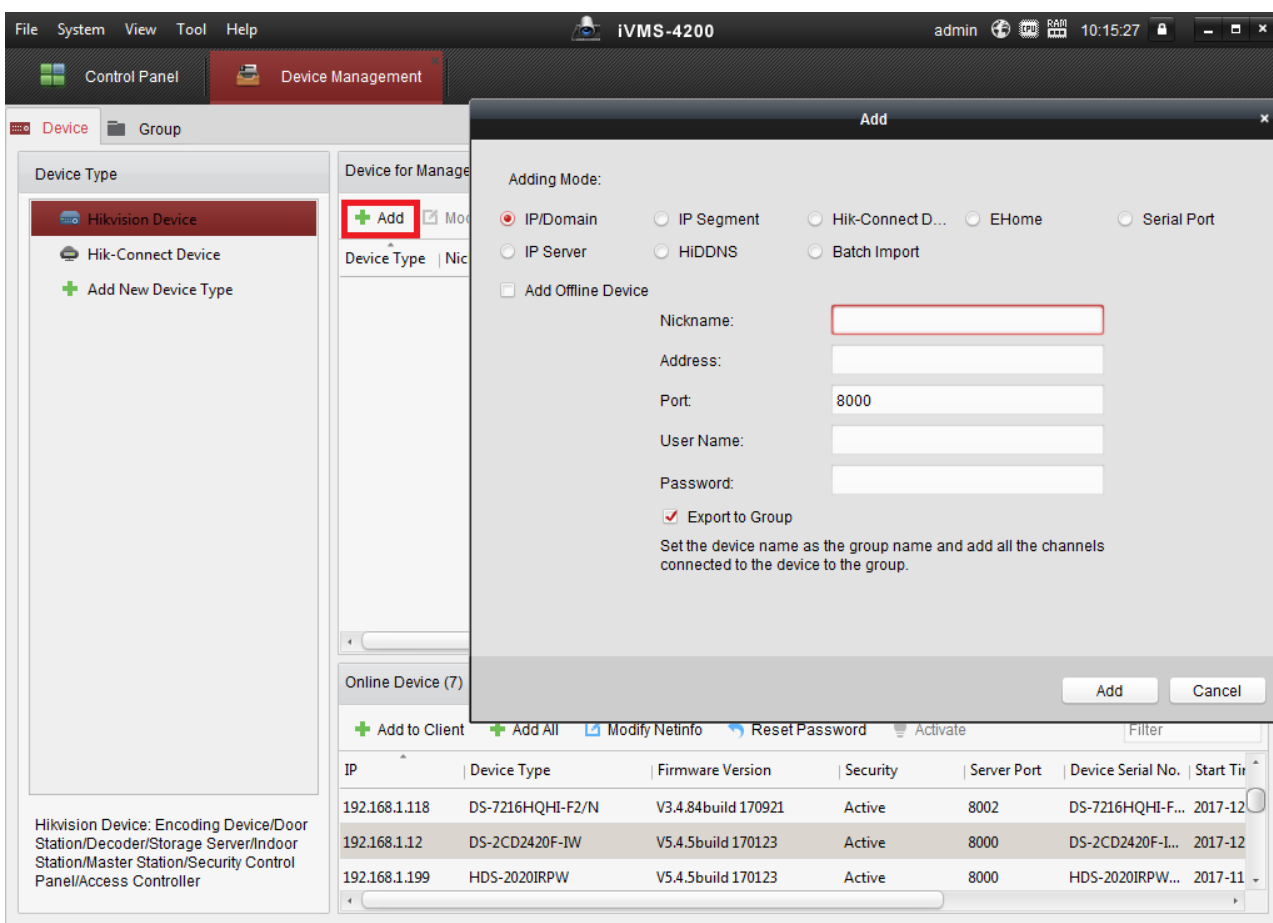 File System View Tool Help iVMS-4200 admin CPU RAM 10:15:27
Control Panel Device Management
Device Group
Device Type
Hikvision Device
Hik-Connect Device
Add New Device Type
Hikvision Device: Encoding Device/Door
Station/Decoder/Storage Server/Indoor
Station/Master Station/Security Control
Panel/Access Controller
Device for Manage
Add Mo
Device Type Nic
Add
Adding Mode:
IP/Domain IP Segment Hik-Connect D... EHome Serial Port
IP Server HiDDNS Batch Import
Add Offline Device
Nickname:
Address:
Port: 8000
User Name:
Password:
Export to Group
Set the device name as the group name and add all the channels
connected to the device to the group.
Add Cancel
Online Device (7)
Add to Client Add All Modify Netinfo Reset Password Activate Filter
IP Device Type Firmware Version Security Server Port Device Serial No. Start Tir
192.168.1.118 DS-7216HQHI-F2/N V3.4.84build 170921 Active 8002 DS-7216HQHI-F... 2017-12
192.168.1.12 DS-2CD2420F-IW V5.4.5build 170123 Active 8000 DS-2CD2420F-I... 2017-12
192.168.1.199 HDS-2020IRPW V5.4.5build 170123 Active 8000 HDS-2020IRPW... 2017-11